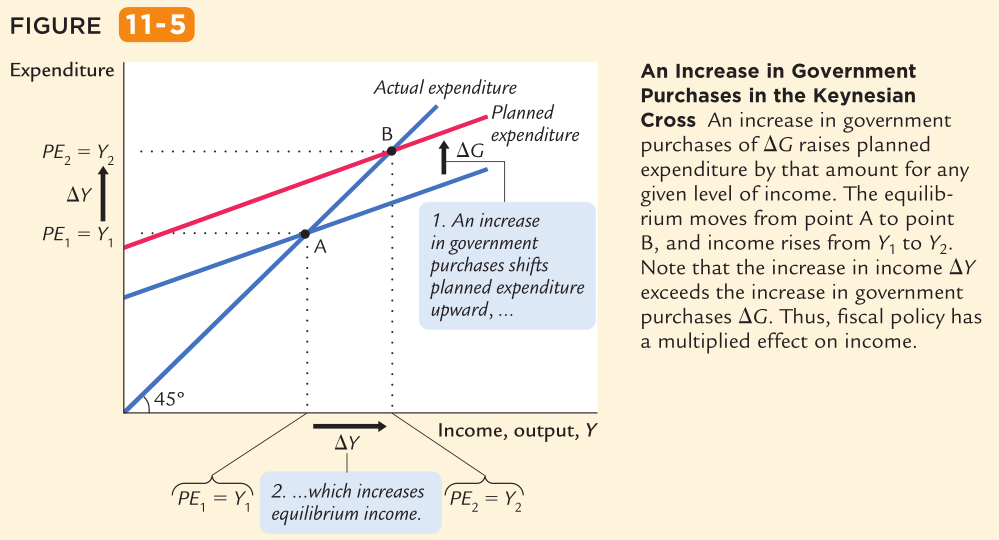 FIGURE 11-5
Expenditure
Actual expenditure
Planned
expenditure
B
PE₂ = Y₂
ΔG
ΔY
PE₁ = Y₁
A
1. An increase
in government
purchases shifts
planned expenditure
upward, ...
45°
Income, output, Y
ΔY
PE₁ = Y₁
2. ...which increases
equilibrium income.
PE₂ = Y₂
An Increase in Government
Purchases in the Keynesian
Cross An increase in government
purchases of ΔG raises planned
expenditure by that amount for any
given level of income. The equilib-
rium moves from point A to point
B, and income rises from Y₁ to Y₂.
Note that the increase in income ΔY
exceeds the increase in government
purchases ΔG. Thus, fiscal policy has
a multiplied effect on income.